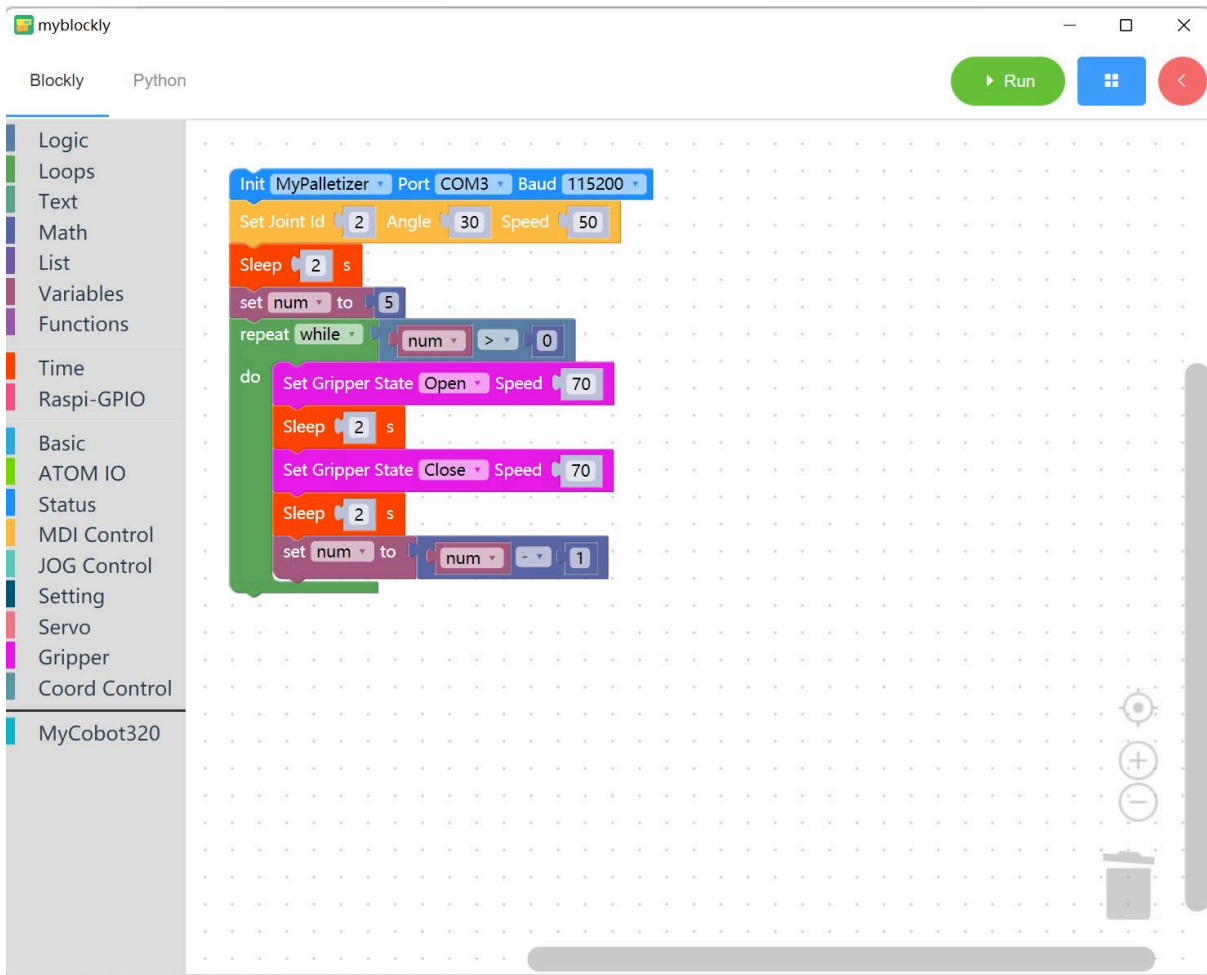 myblockly
Blockly Python
Run
Logic
Loops
Text
Math
List
Variables
Functions
Time
Raspi-GPIO
Basic
ATOM IO
Status
MDI Control
JOG Control
Setting
Servo
Gripper
Coord Control
MyCobot320
Init MyPalletizer Port COM3 Baud 115200
Set Joint Id 2 Angle 30 Speed 50
Sleep 2 s
set num to 5
repeat while num > 0
do Set Gripper State Open Speed 70
Sleep 2 s
Set Gripper State Close Speed 70
Sleep 2 s
set num to num - 1